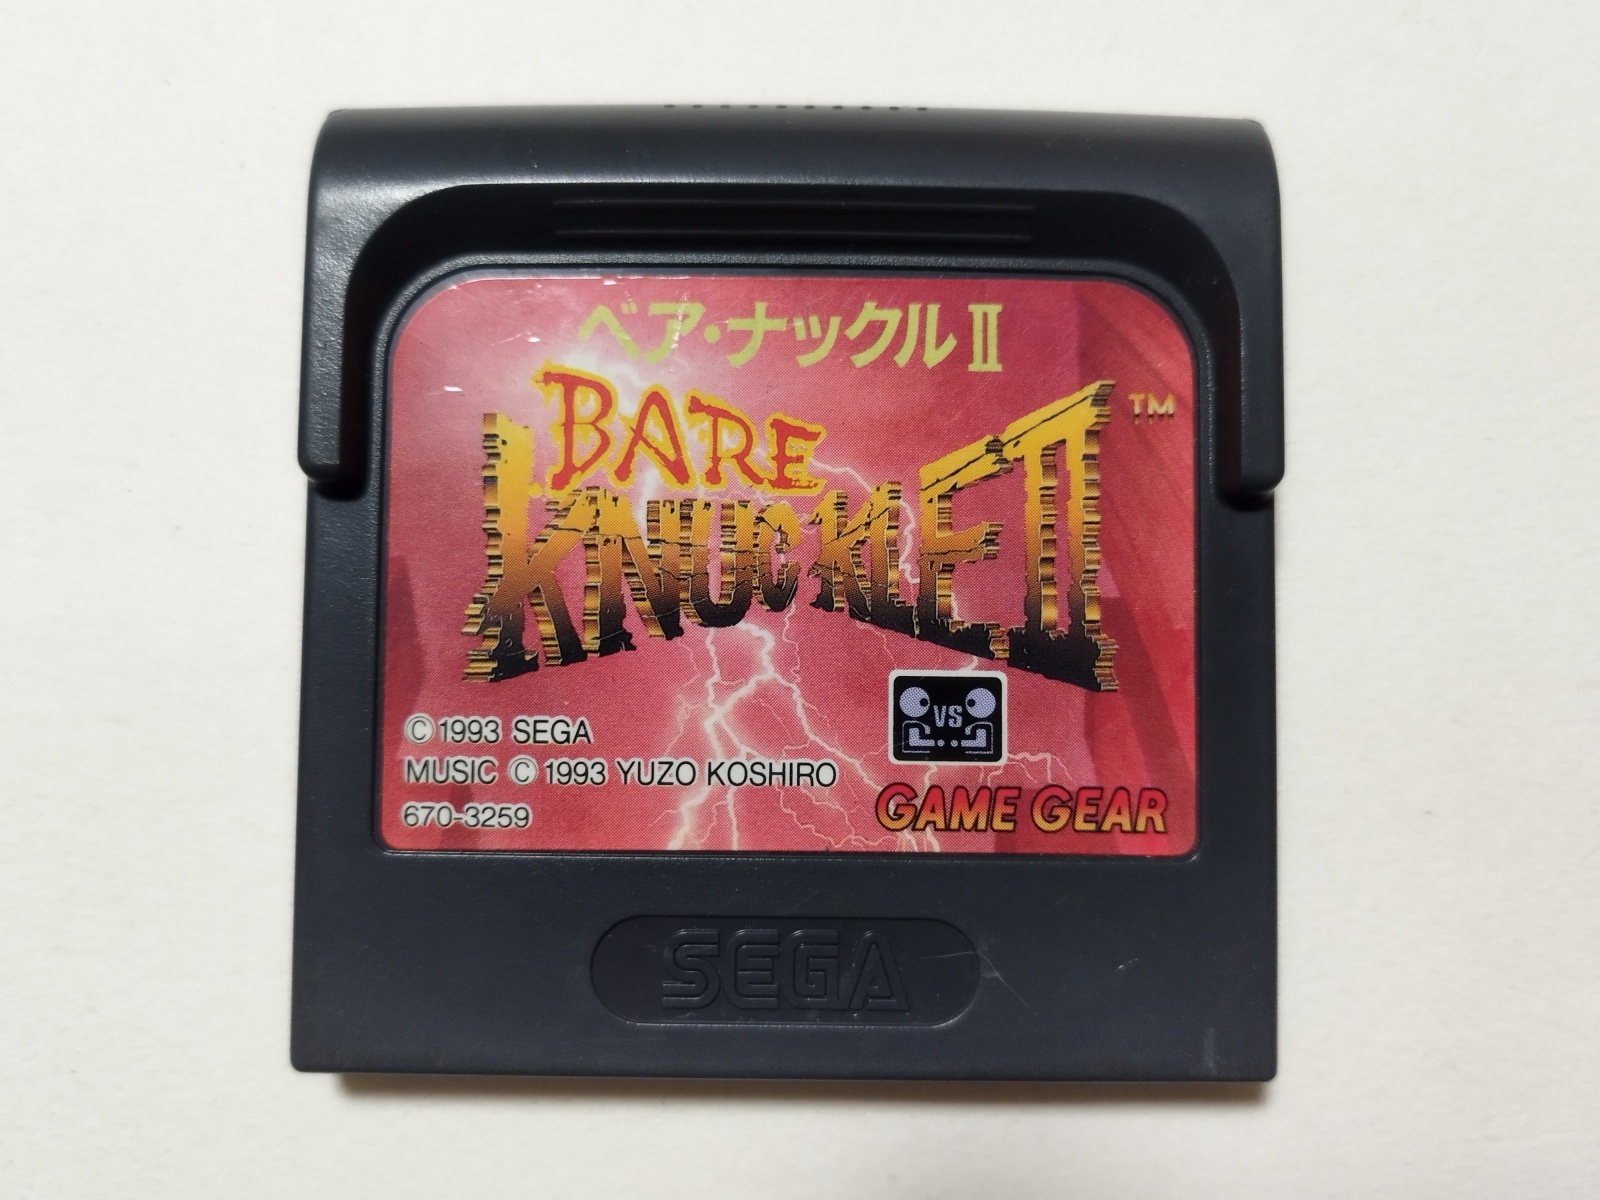 ベア・ナックルII
BARE
KNUCKLE II ™
VS
© 1993 SEGA
MUSIC © 1993 YUZO KOSHIRO
670-3259
GAME GEAR
SEGA